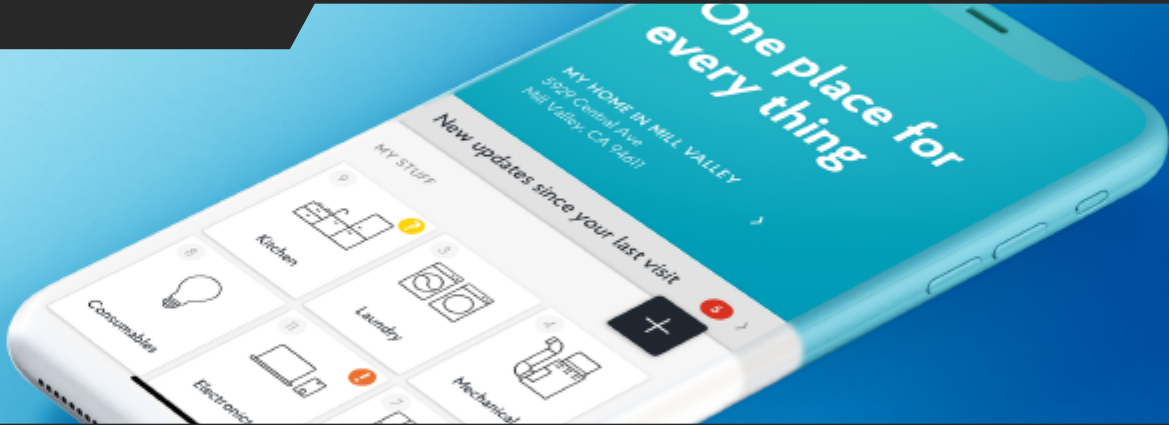 One place for
every thing
MY HOME IN MILL VALLEY
5929 Central Ave
Mill Valley, CA 94611
New updates since your last visit
5
MY STUFF
9
?
Kitchen
3
Laundry
4
Mechanical
8
Consumables
11
!
Electronics
7